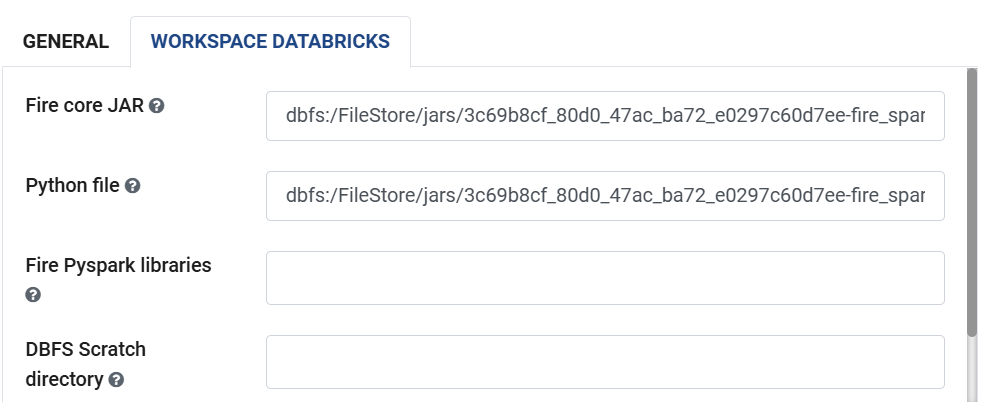 GENERAL WORKSPACE DATABRICKS
Fire core JAR dbfs:/FileStore/jars/3c69b8cf_80d0_47ac_ba72_e0297c60d7ee-fire_spar
Python file dbfs:/FileStore/jars/3c69b8cf_80d0_47ac_ba72_e0297c60d7ee-fire_spar
Fire Pyspark libraries
DBFS Scratch
directory